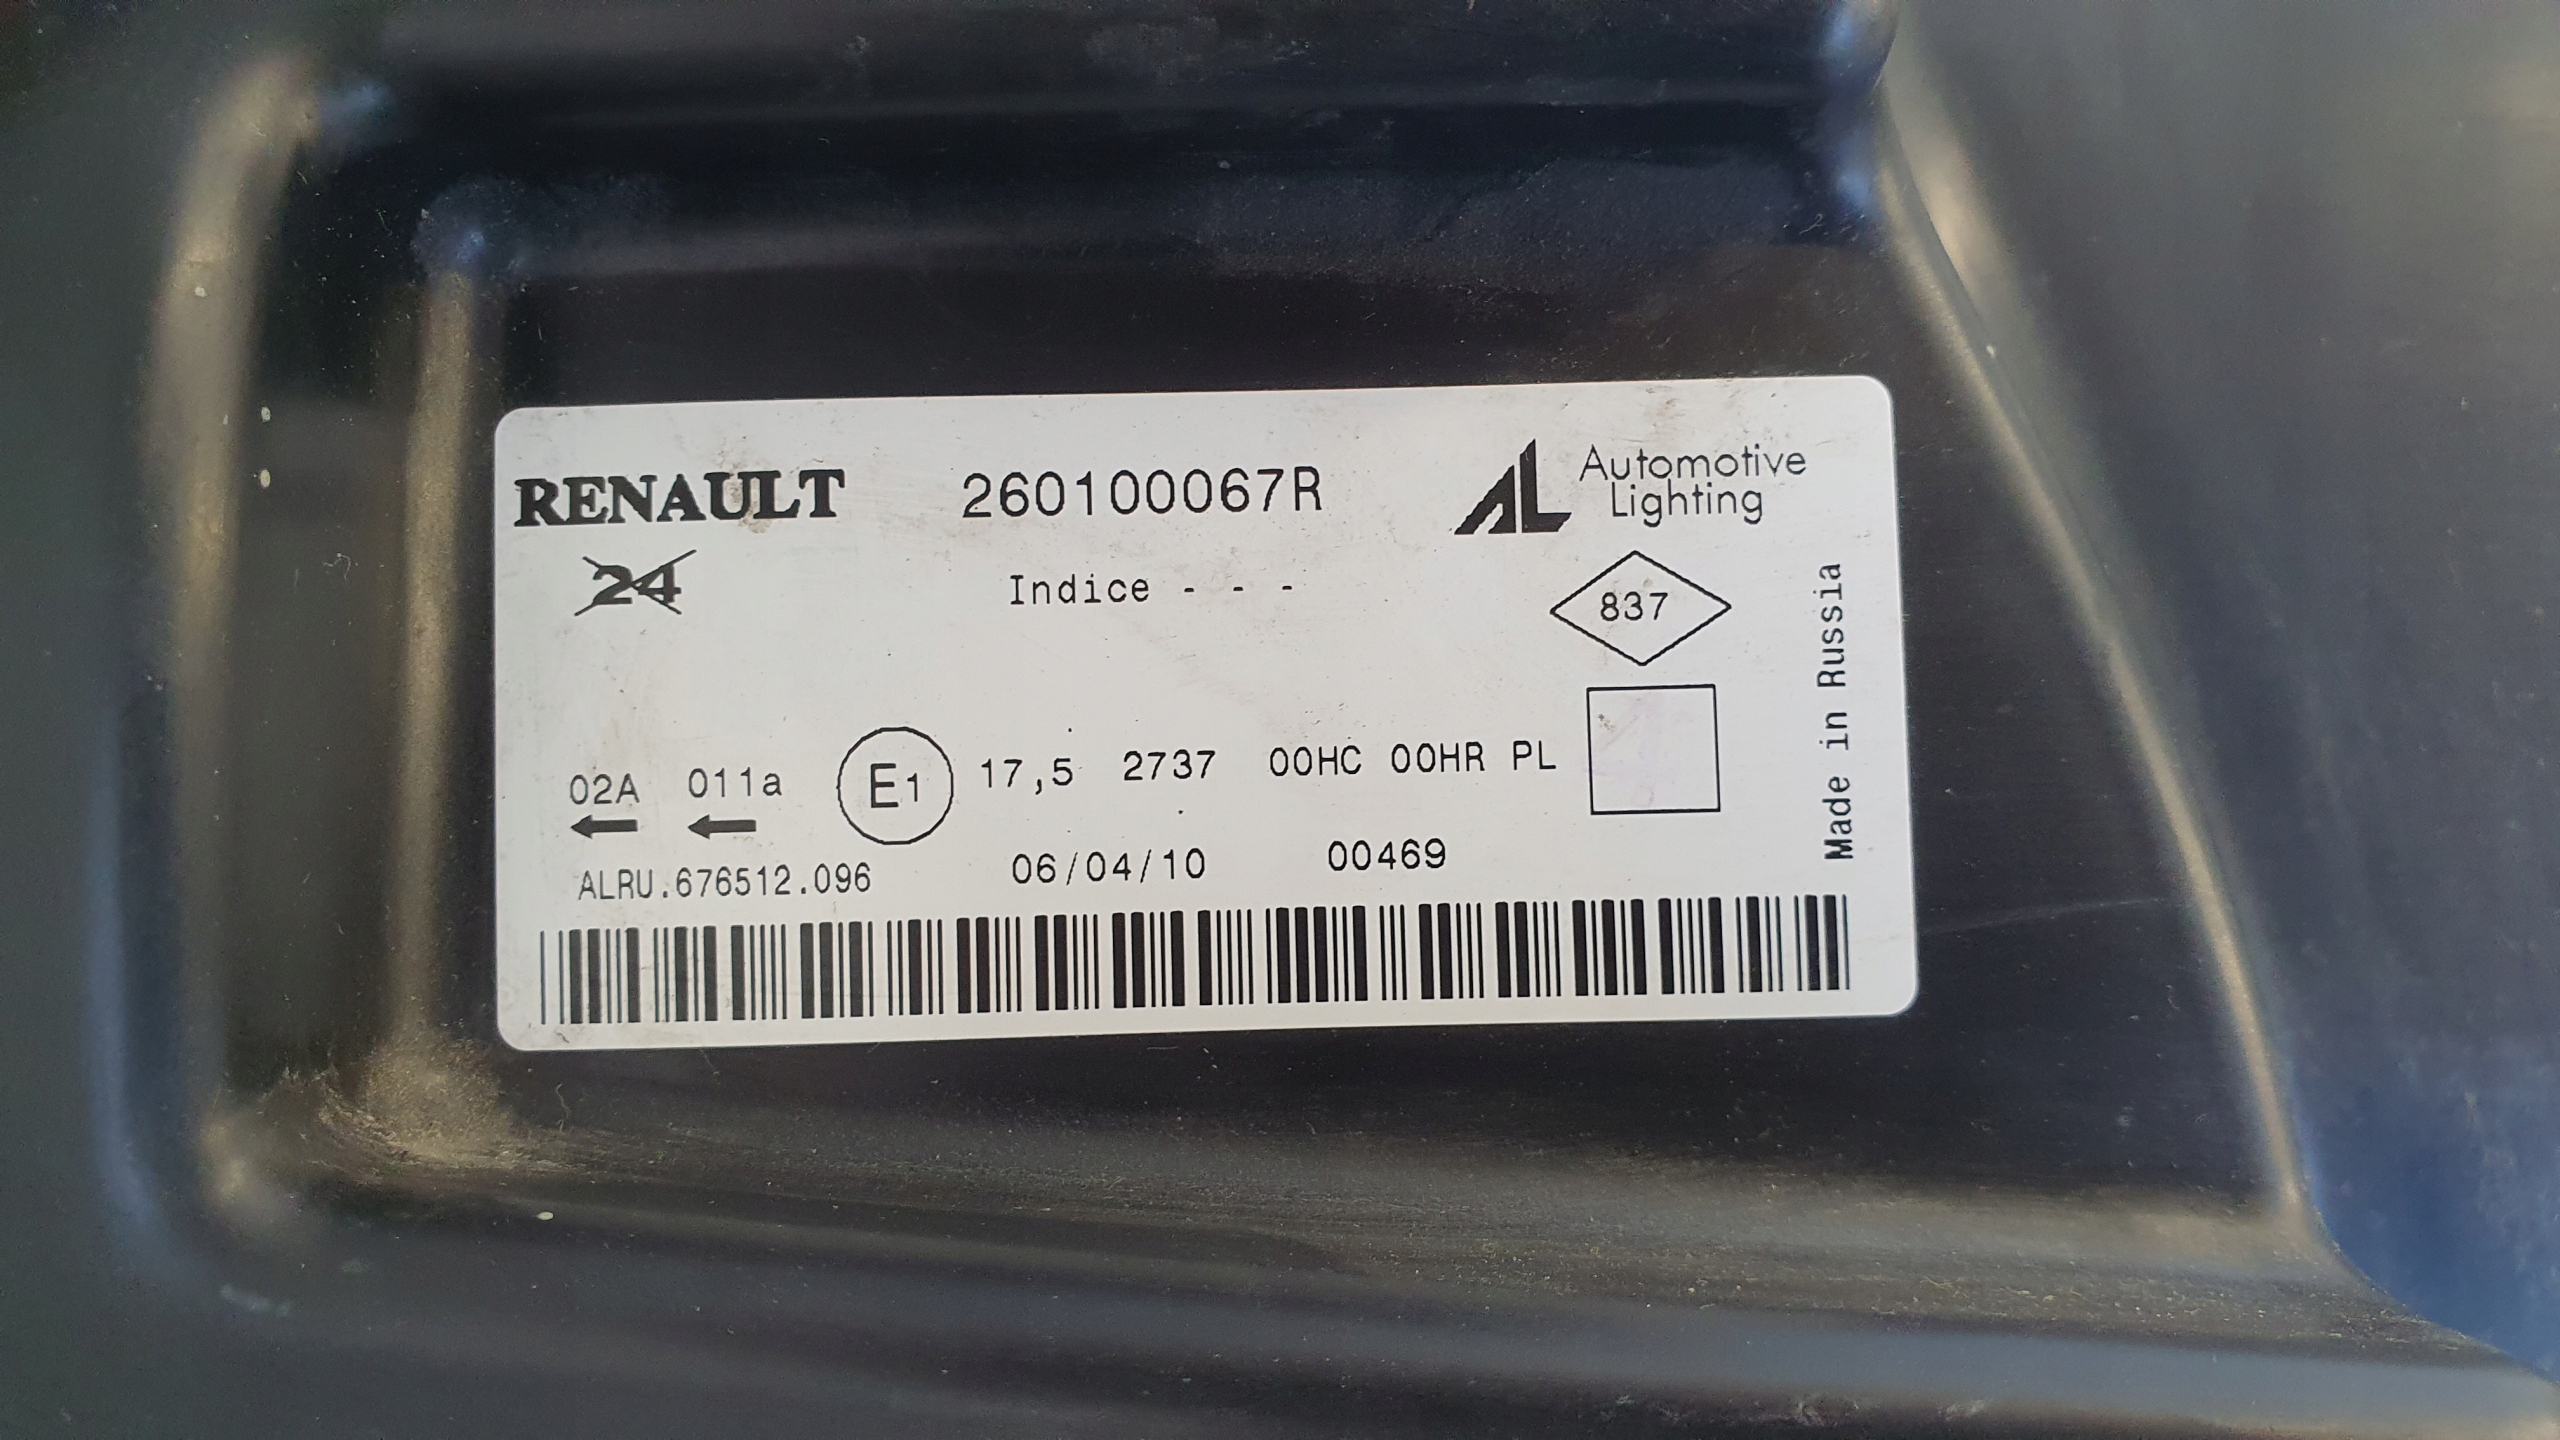 RENAULT 260100067R AL Automotive Lighting
24 Indice - - - 837
02A 011a E1 17,5 2737 00HC 00HR PL
ALRU.676512.096 06/04/10 00469
Made in Russia